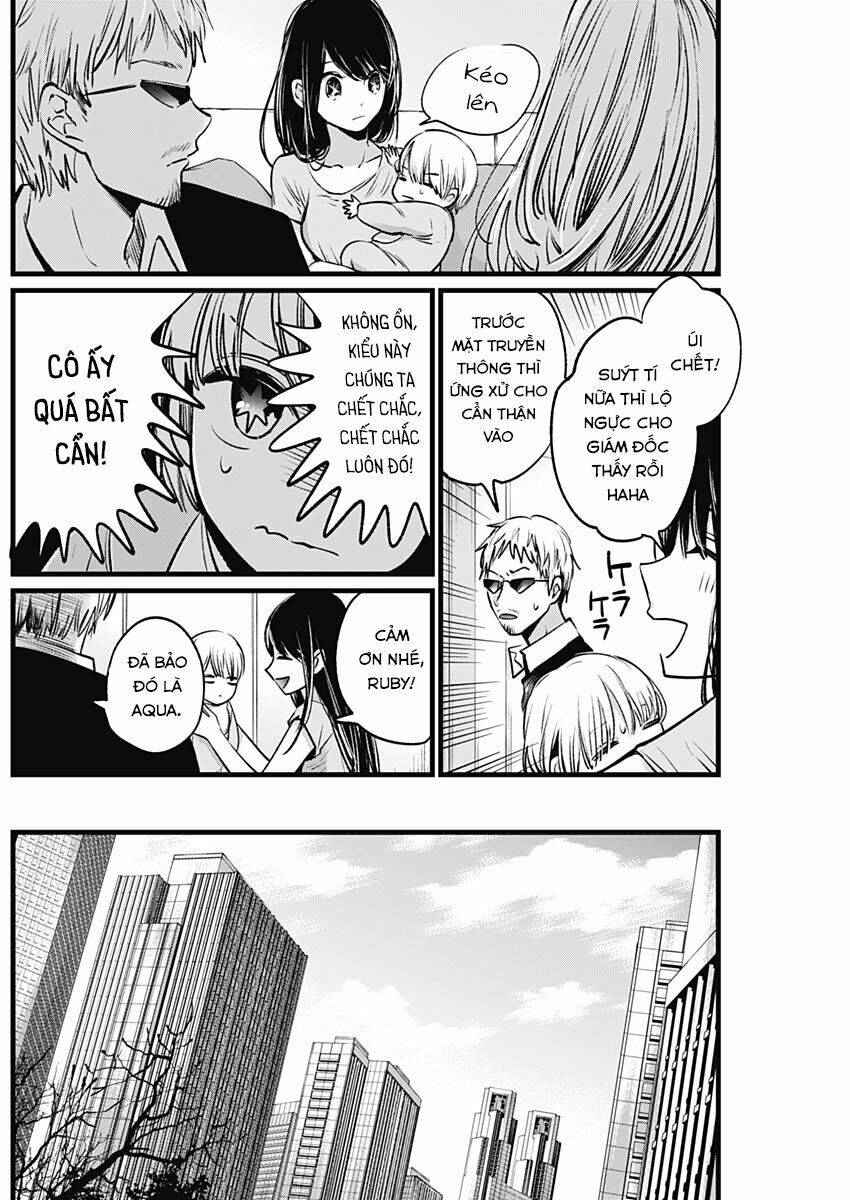 Kéo
lên
ÚI
CHẾT!
SUÝT TÍ
NỮA THÌ LỘ
NGỰC CHO
GIÁM ĐỐC
THẤY RỒI
HAHA
TRƯỚC
MẶT TRUYỀN
THÔNG THÌ
ỨNG XỬ CHO
CẨN THẬN
VÀO
ケラ
ケラ
KHÔNG ỔN,
KIỂU NÀY
CHÚNG TA
CHẾT CHẮC,
CHẾT CHẮC
LUÔN ĐÓ!
CÔ ẤY
QUÁ BẤT
CẨN!
CẢM
ƠN NHÉ,
RUBY!
ĐÃ BẢO
ĐÓ LÀ
AQUA.